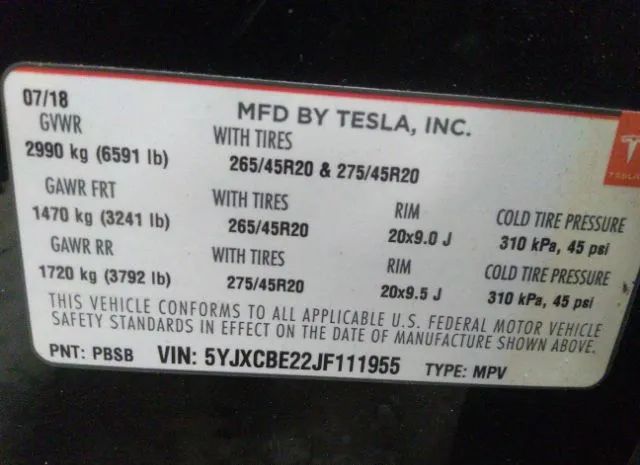 07/18
MFD BY TESLA, INC.
GVWR WITH TIRES
2990 kg (6591 lb) 265/45R20 & 275/45R20
GAWR FRT WITH TIRES RIM COLD TIRE PRESSURE
1470 kg (3241 lb) 265/45R20 20x9.0 J 310 kPa, 45 psi
GAWR RR WITH TIRES RIM COLD TIRE PRESSURE
1720 kg (3792 lb) 275/45R20 20x9.5 J 310 kPa, 45 psi
THIS VEHICLE CONFORMS TO ALL APPLICABLE U.S. FEDERAL MOTOR VEHICLE
SAFETY STANDARDS IN EFFECT ON THE DATE OF MANUFACTURE SHOWN ABOVE.
PNT: PBSB VIN: 5YJXCBE22JF111955 TYPE: MPV
TESLA